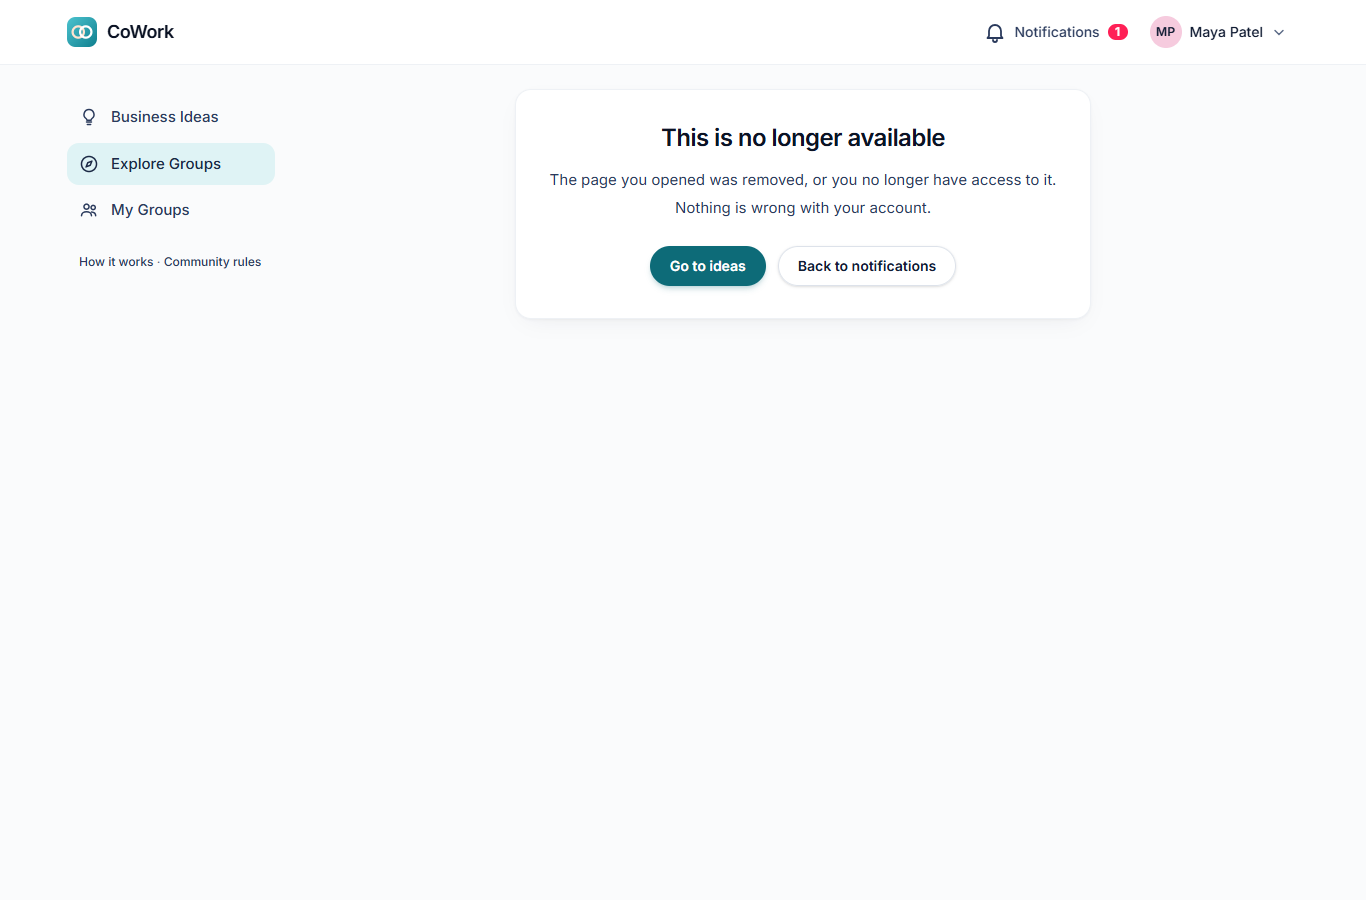 CoWork
Notifications 1
MP Maya Patel
Business Ideas
Explore Groups
My Groups
How it works · Community rules
This is no longer available
The page you opened was removed, or you no longer have access to it.
Nothing is wrong with your account.
Go to ideas
Back to notifications